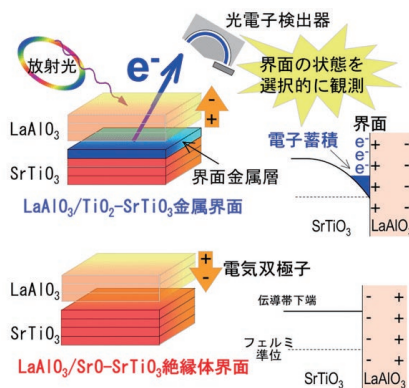 光電子検出器
放射光
e⁻
界面の状態を
選択的に観測
LaAlO₃
-
+
SrTiO₃
界面金属層
LaAlO₃/TiO₂-SrTiO₃金属界面
界面
電子蓄積
e⁻
e⁻
e⁻
- +
- +
- +
- +
- +
SrTiO₃
LaAlO₃
+
-
電気双極子
LaAlO₃
SrTiO₃
LaAlO₃/SrO-SrTiO₃絶縁体界面
伝導帯下端
フェルミ
準位
- +
- +
- +
- +
SrTiO₃
LaAlO₃